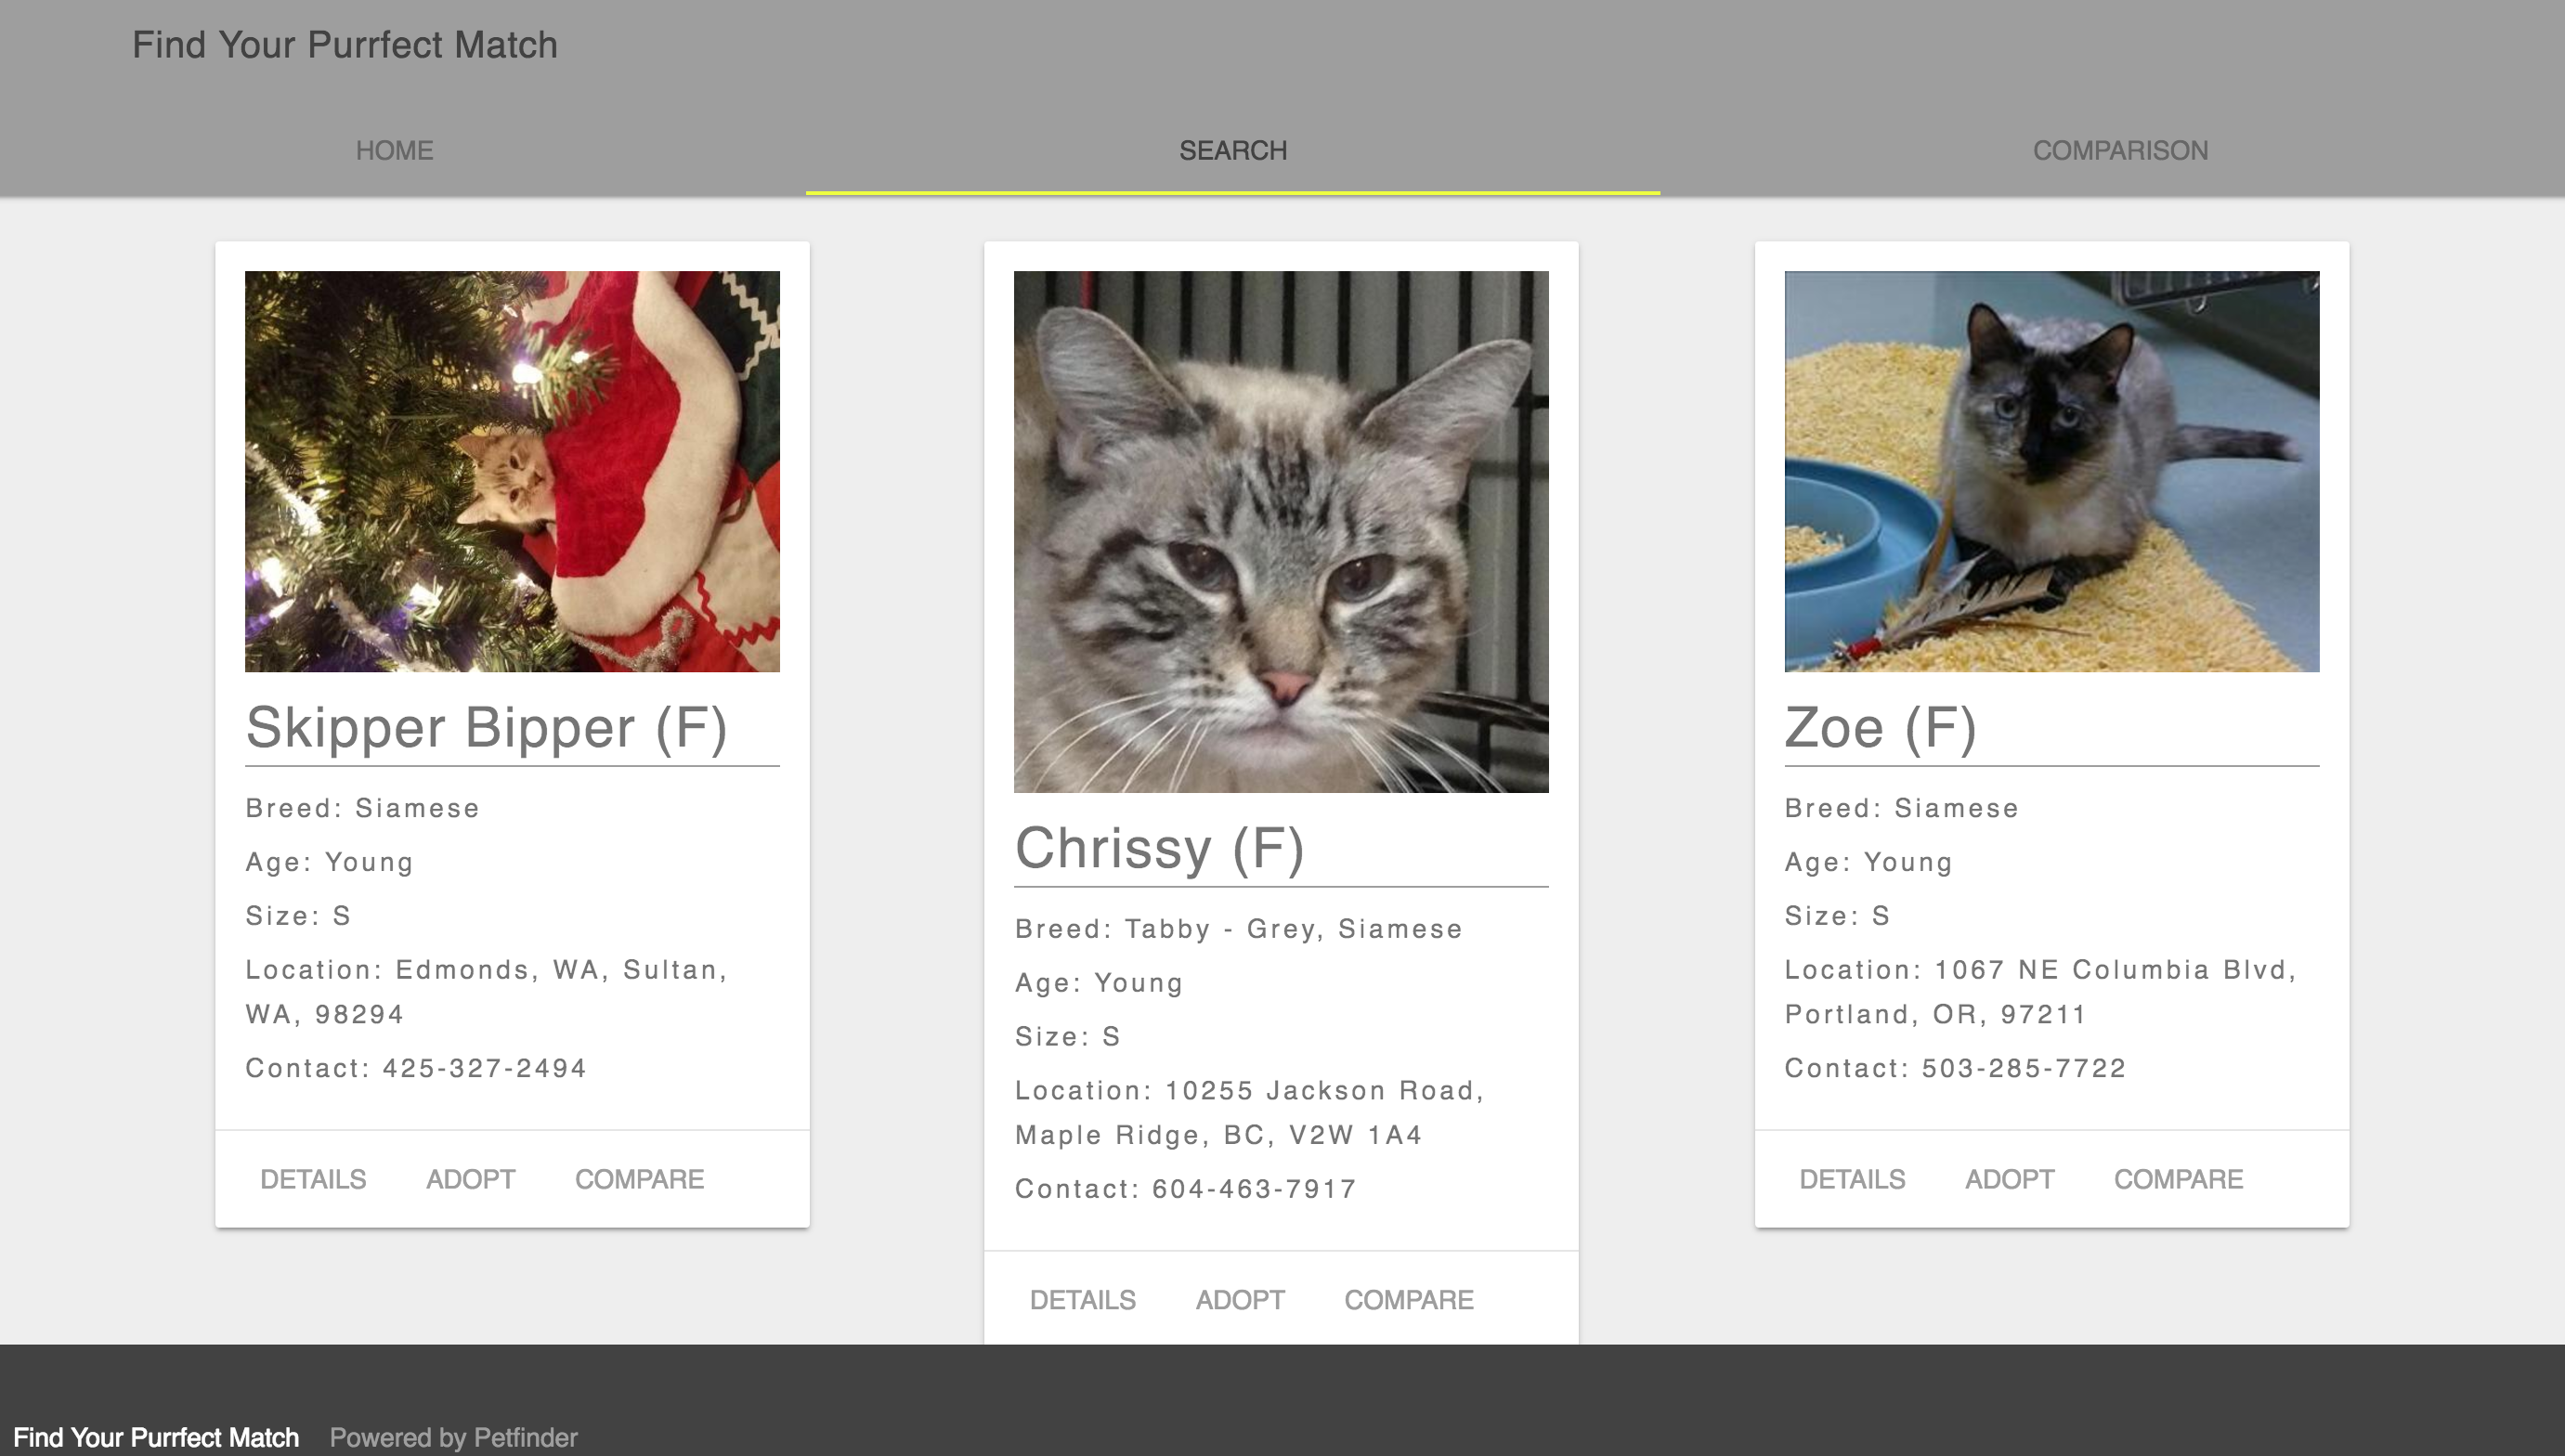 Find Your Purrfect Match
HOME
SEARCH
COMPARISON
Skipper Bipper (F)
Breed: Siamese
Age: Young
Size: S
Location: Edmonds, WA, Sultan,
WA, 98294
Contact: 425-327-2494
DETAILS
ADOPT
COMPARE
Chrissy (F)
Breed: Tabby - Grey, Siamese
Age: Young
Size: S
Location: 10255 Jackson Road,
Maple Ridge, BC, V2W 1A4
Contact: 604-463-7917
DETAILS
ADOPT
COMPARE
Zoe (F)
Breed: Siamese
Age: Young
Size: S
Location: 1067 NE Columbia Blvd,
Portland, OR, 97211
Contact: 503-285-7722
DETAILS
ADOPT
COMPARE
Find Your Purrfect Match
Powered by Petfinder